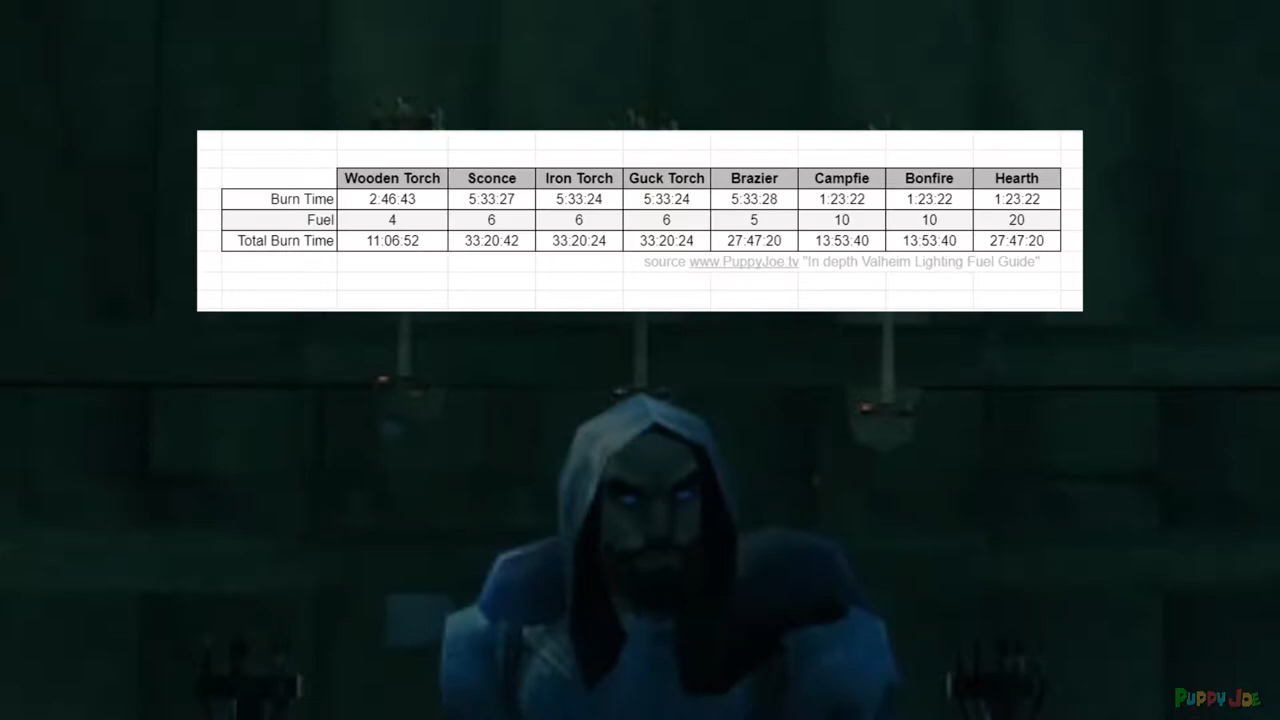 Wooden Torch Sconce Iron Torch Guck Torch Brazier Campfie Bonfire Hearth
Burn Time 2:46:43 5:33:27 5:33:24 5:33:24 5:33:28 1:23:22 1:23:22 1:23:22
Fuel 4 6 6 6 5 10 10 20
Total Burn Time 11:06:52 33:20:42 33:20:24 33:20:24 27:47:20 13:53:40 13:53:40 27:47:20
source www.PuppyJoe.tv "In depth Valheim Lighting Fuel Guide"
PUPPY JOE